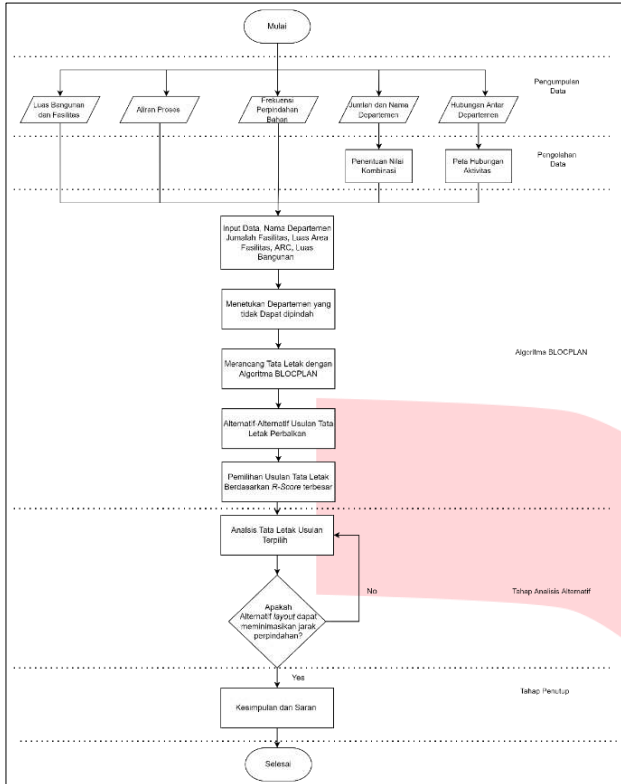 Mulai
Pengumpulan
Data
Luas Bangunan
dan Fasilitas
Aliran Proses
Frekuensi
Perpindahan
Bahan
Jumlah dan Nama
Departemen
Hubungan Antar
Departemen
Pengolahan
Data
Penentuan Nilai
Kombinasi
Peta Hubungan
Aktivitas
Input Data, Nama Departemen
Jumalah Fasilitas, Luas Area
Fasilitas, ARC, Luas
Bangunan
Menetukan Departemen yang
tidak Dapat dipindah
Algoritma BLOCPLAN
Merancang Tata Letak dengan
Algoritma BLOCPLAN
Alternatif-Alternatif Usulan Tata
Letak Perbaikan
Pemilihan Usulan Tata Letak
Berdasarkan R-Score terbesar
Analisis Tata Letak Usulan
Terpilih
No
Tahap Analisis Alternatif
Apakah
Alternatif layout dapat
meminimasikan jarak
perpindahan?
Yes
Tahap Penutup
Kesimpulan dan Saran
Selesai